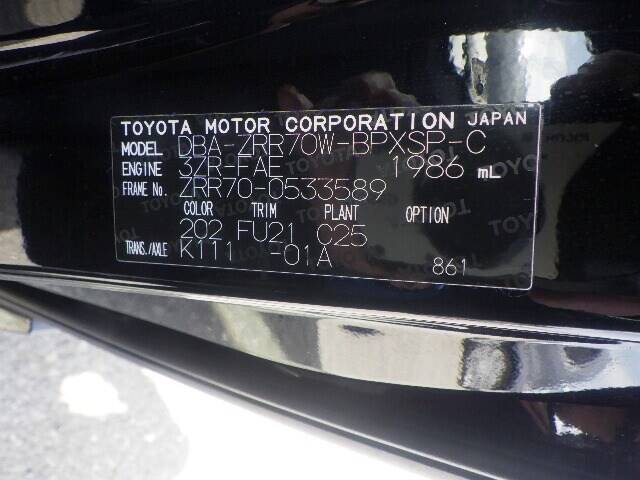 TOYOTA MOTOR CORPORATION JAPAN
MODEL DBA-ZRR70W-BPXSP-C
ENGINE 3ZR-FAE 1986 mL
FRAME No. ZRR70-0533589
COLOR TRIM PLANT OPTION
202 FU21 C25
TRANS./AXLE K111 -01A
861